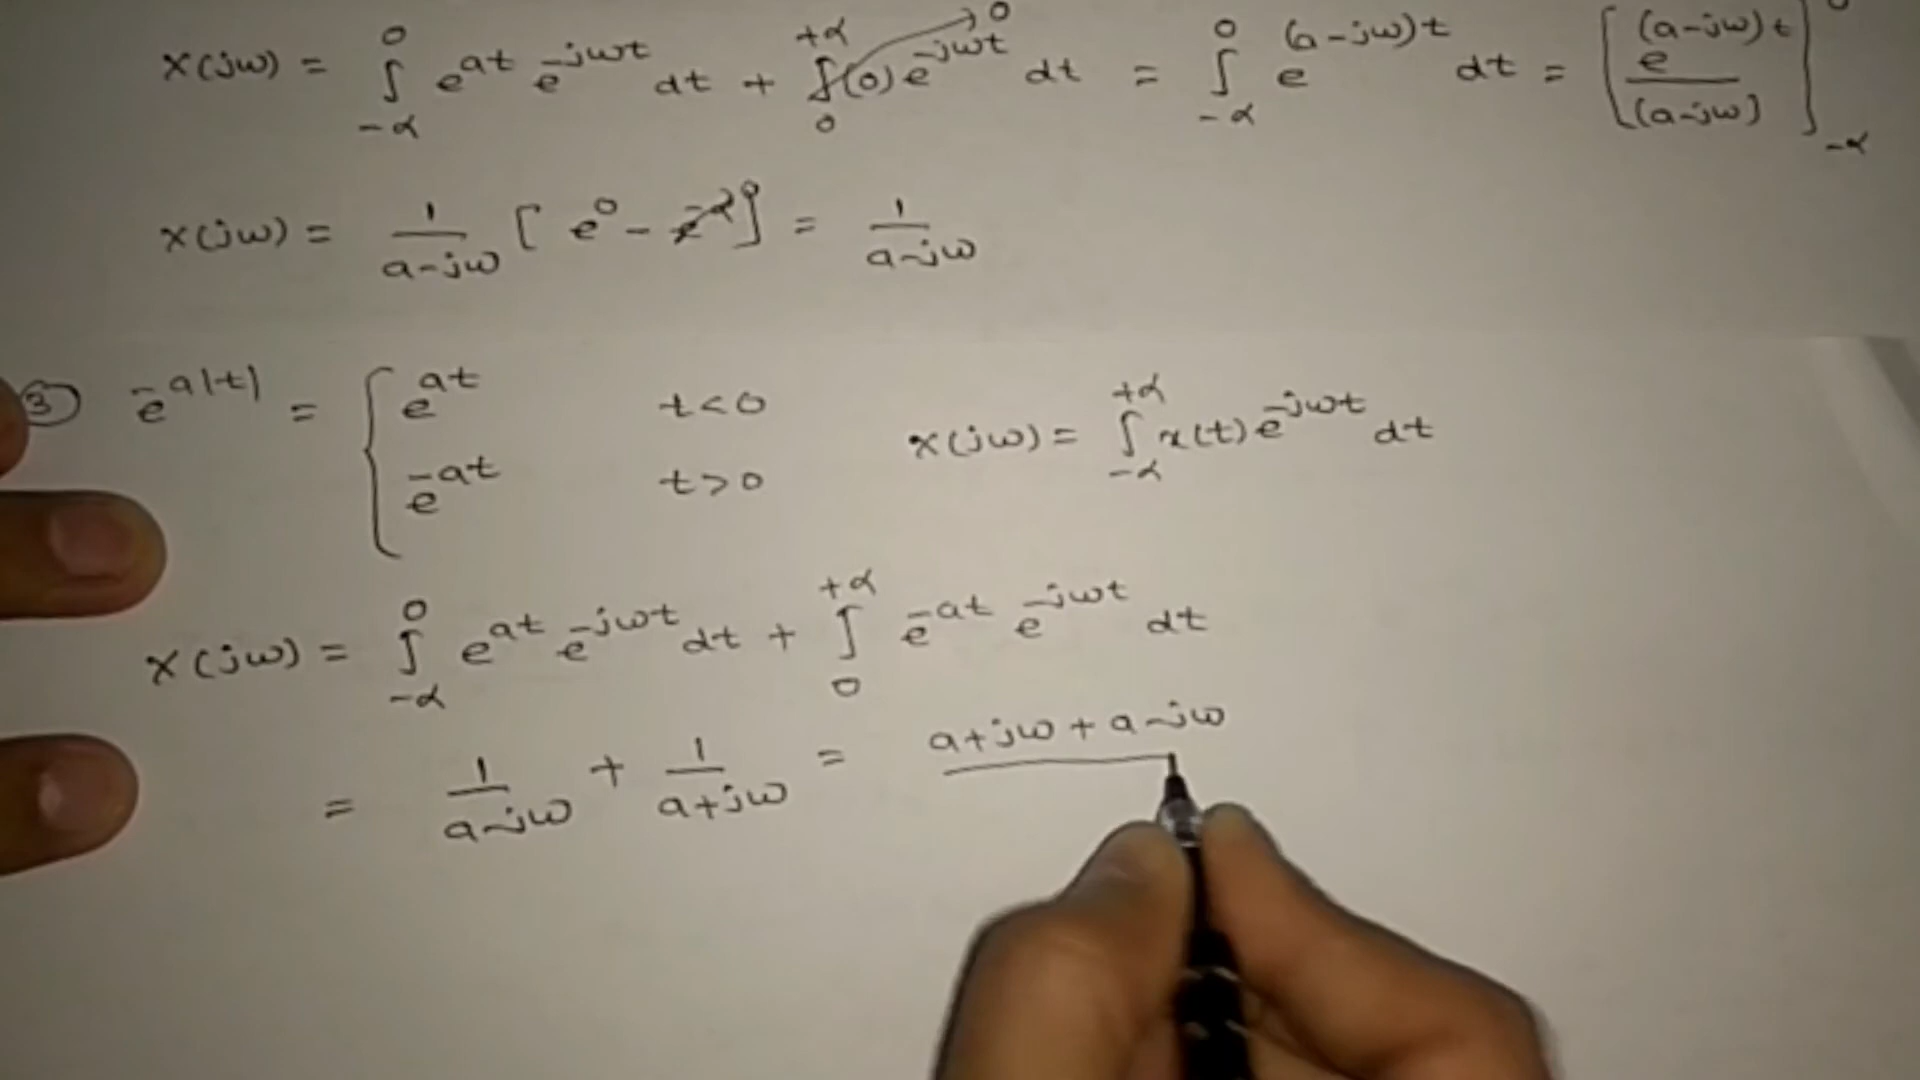 x(jω) = ∫_{-α}^{0} e^{at} e^{-jωt} dt + ∫_{0}^{+α} (0) e^{-jωt} dt → 0 = ∫_{-α}^{0} e^{(a-jω)t} dt = [e^{(a-jω)t} / (a-jω)]_{-α}^{0}
x(jω) = 1/(a-jω) [e^0 - e^{-α} 0] = 1/(a-jω)
③ e^{-a|t|} = { e^{at} t<0 x(jω) = ∫_{-α}^{+α} x(t) e^{-jωt} dt
e^{-at} t>0
x(jω) = ∫_{-α}^{0} e^{at} e^{-jωt} dt + ∫_{0}^{+α} e^{-at} e^{-jωt} dt
= 1/(a-jω) + 1/(a+jω) = a+jω+a-jω